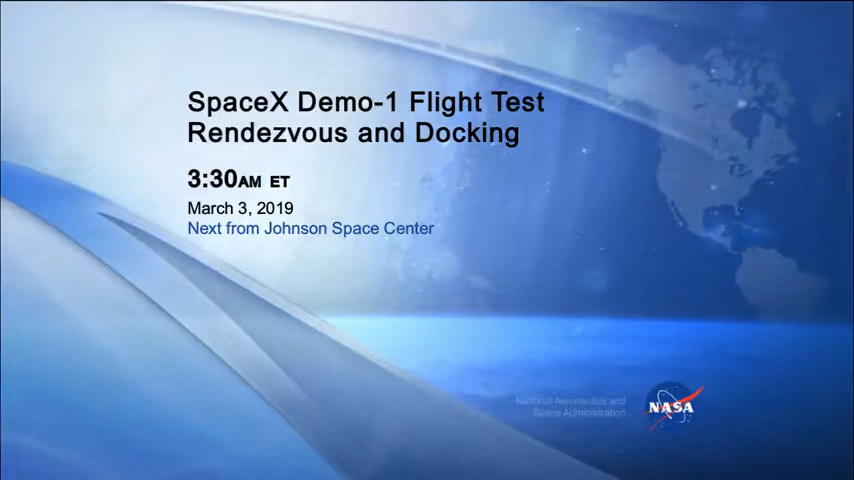 SpaceX Demo-1 Flight Test
Rendezvous and Docking
3:30AM ET
March 3, 2019
Next from Johnson Space Center
National Aeronautics and
Space Administration
NASA